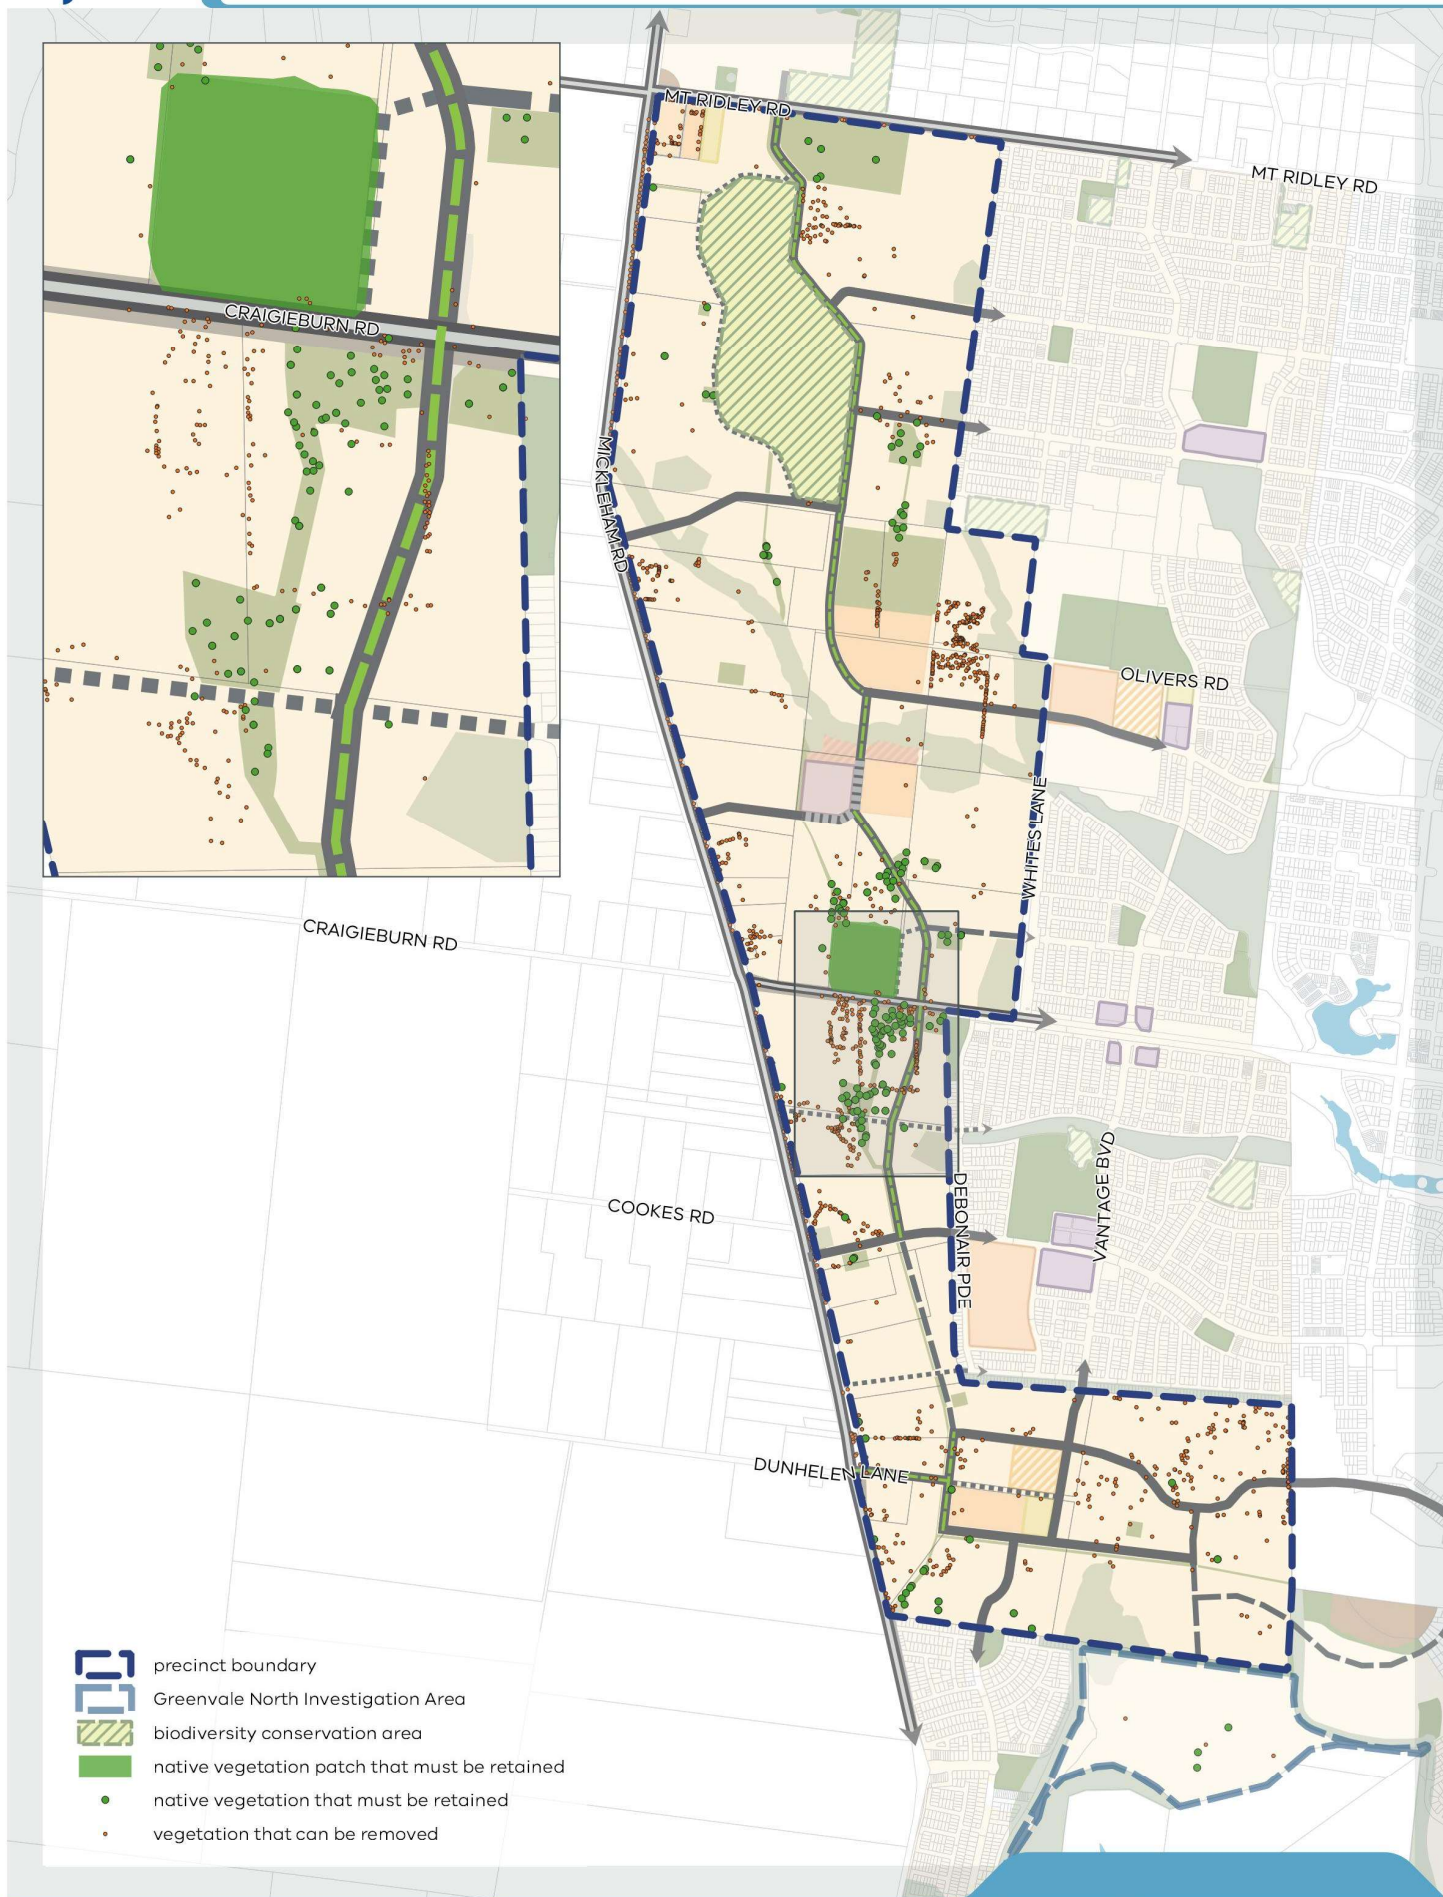 MT RIDLEY RD
MT RIDLEY RD
CRAIGIEBURN RD
MICKLEHAM RD
OLIVERS RD
WHITES LANE
CRAIGIEBURN RD
COOKES RD
DEBONAIR PDE
VANTAGE BVD
DUNHELEN LANE
precinct boundary
Greenvale North Investigation Area
biodiversity conservation area
native vegetation patch that must be retained
native vegetation that must be retained
vegetation that can be removed